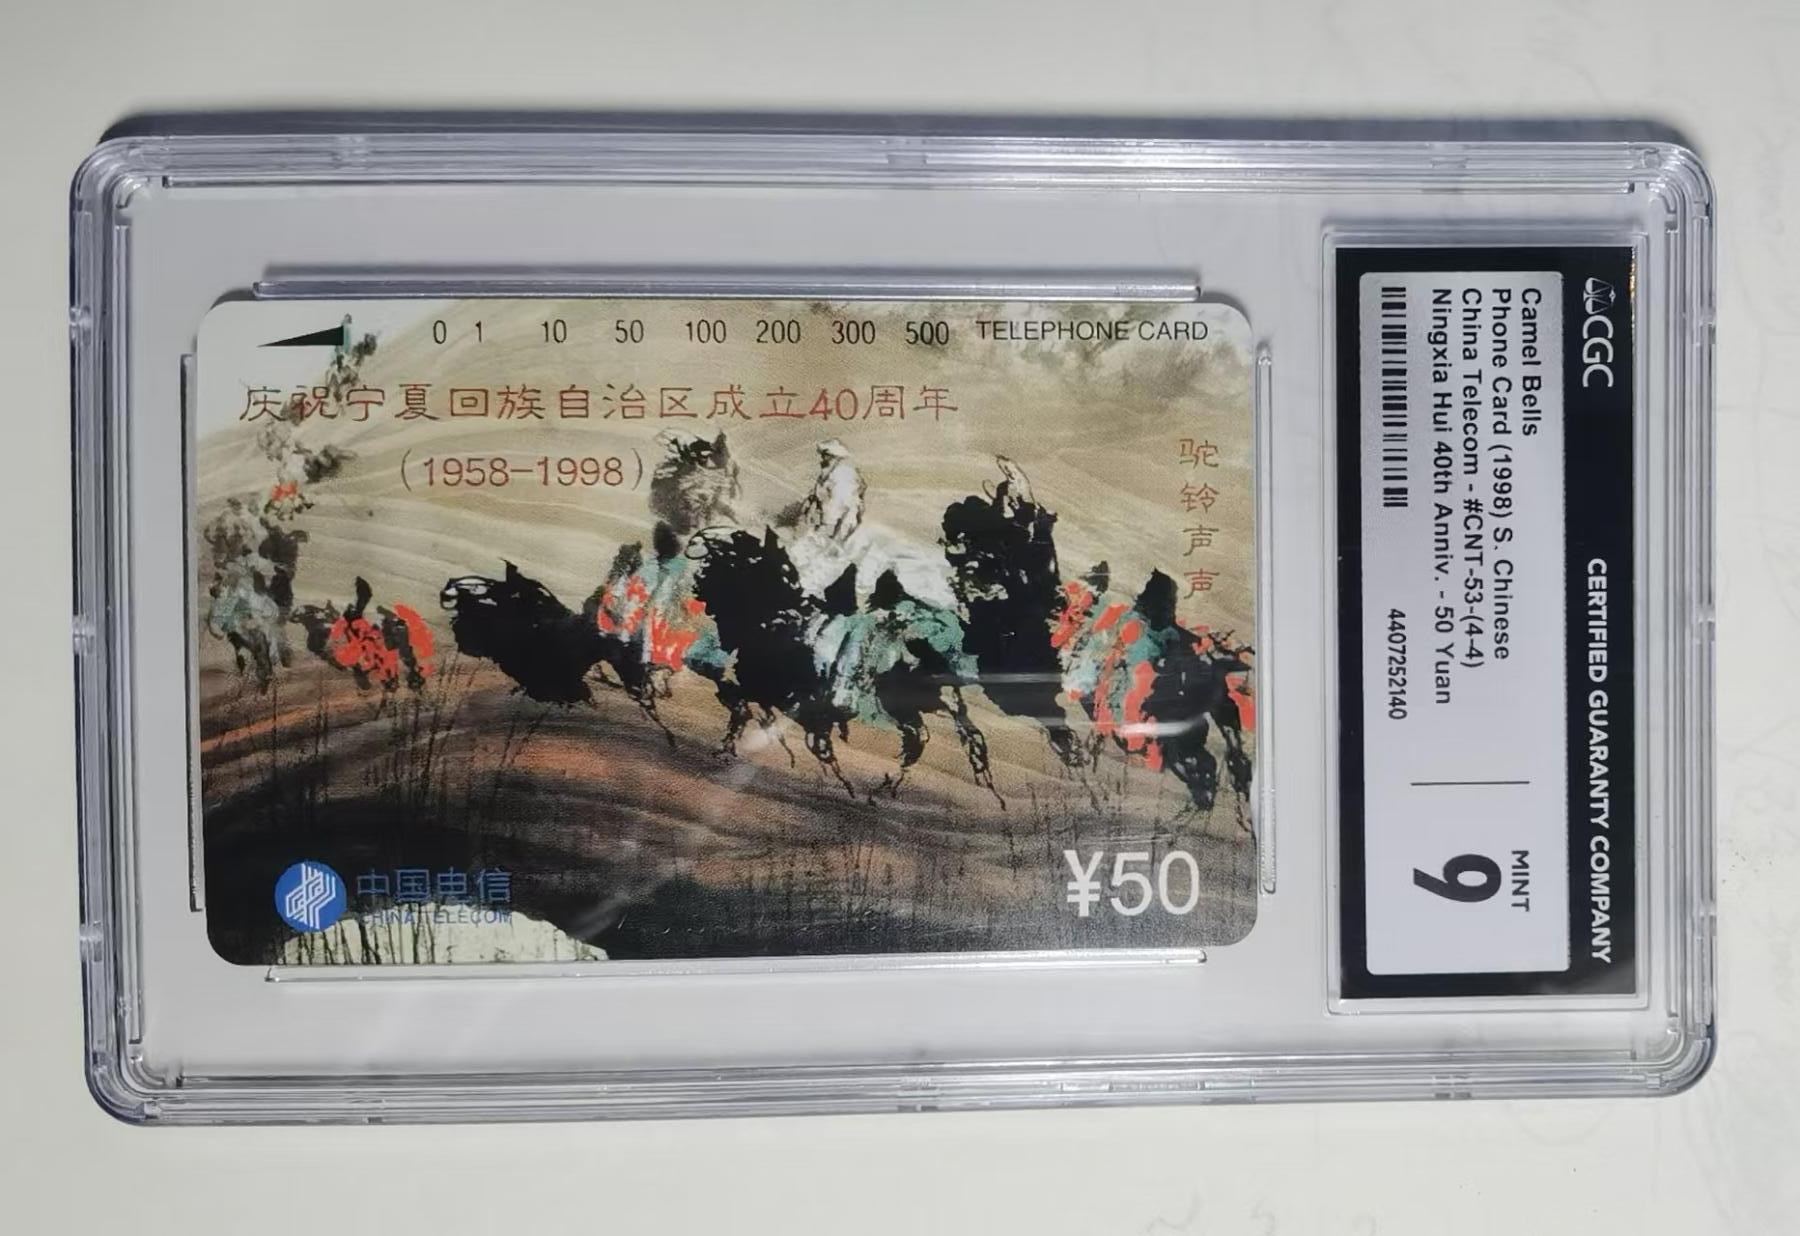 0 1 10 50 100 200 300 500 TELEPHONE CARD
庆祝宁夏回族自治区成立40周年
(1958-1998)
驼铃声声
中国电信
CHINA TELECOM
¥50
CGC
CERTIFIED GUARANTY COMPANY
Camel Bells
Phone Card (1998) S. Chinese
China Telecom - #CNT-53-(4-4)
Ningxia Hui 40th Anniv. - 50 Yuan
4407252140
MINT
9